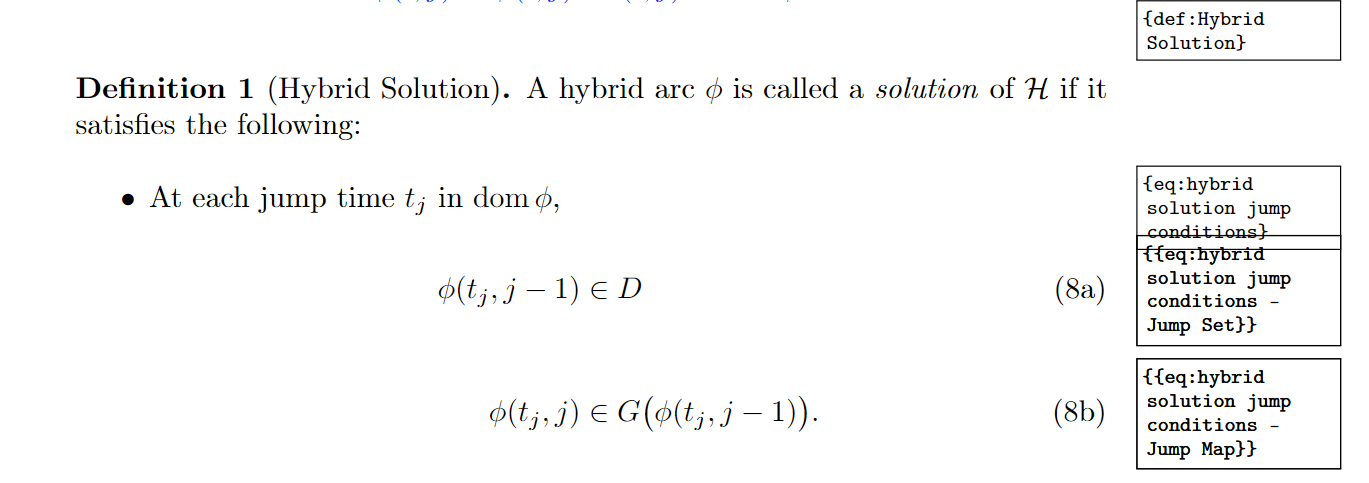 {def:Hybrid
Solution}
Definition 1 (Hybrid Solution). A hybrid arc ϕ is called a solution of ℋ if it
satisfies the following:
• At each jump time t_j in dom ϕ,
{eq:hybrid
solution jump
conditions}
ϕ(t_j, j − 1) ∈ D (8a)
{{eq:hybrid
solution jump
conditions -
Jump Set}}
ϕ(t_j, j) ∈ G(ϕ(t_j, j − 1)). (8b)
{{eq:hybrid
solution jump
conditions -
Jump Map}}